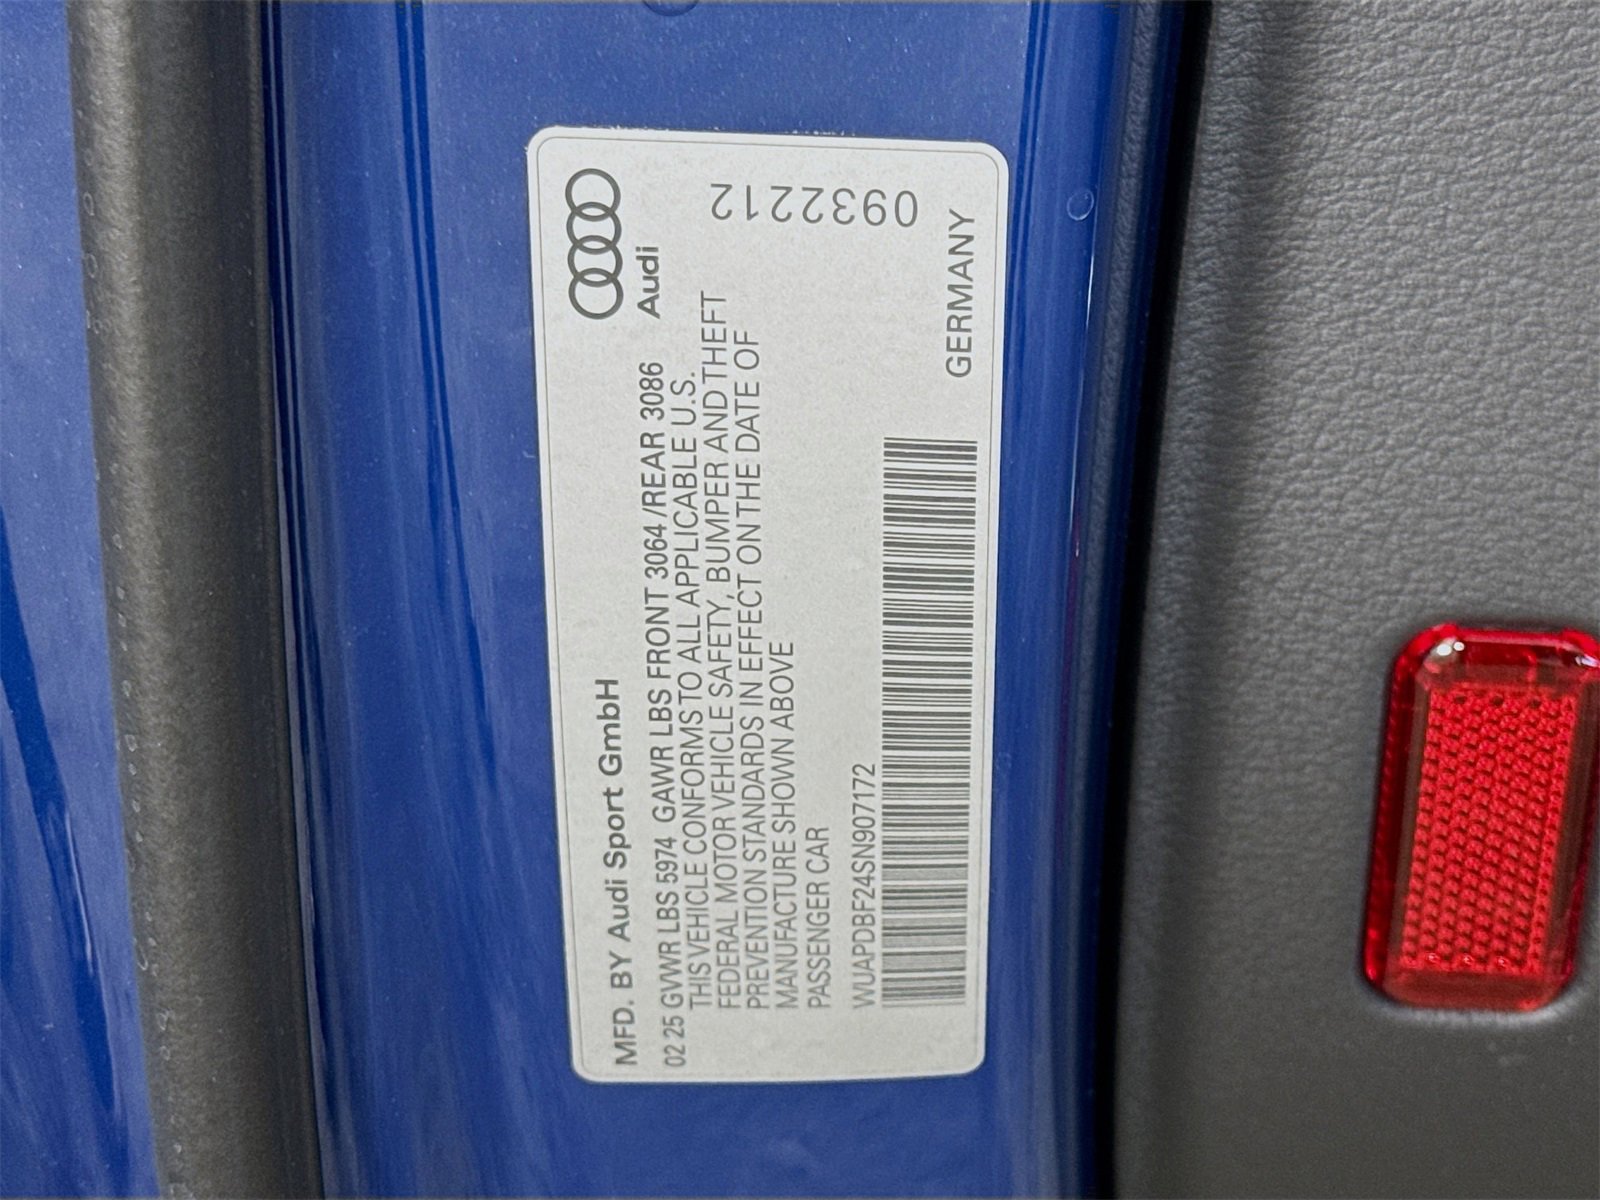 Audi
MFD. BY Audi Sport GmbH
02 25 GVWR LBS 5974 GAWR LBS FRONT 3064 /REAR 3086
THIS VEHICLE CONFORMS TO ALL APPLICABLE U.S.
FEDERAL MOTOR VEHICLE SAFETY, BUMPER AND THEFT
PREVENTION STANDARDS IN EFFECT ON THE DATE OF
MANUFACTURE SHOWN ABOVE
PASSENGER CAR
WUAPDBF24SN907172
GERMANY
0932212